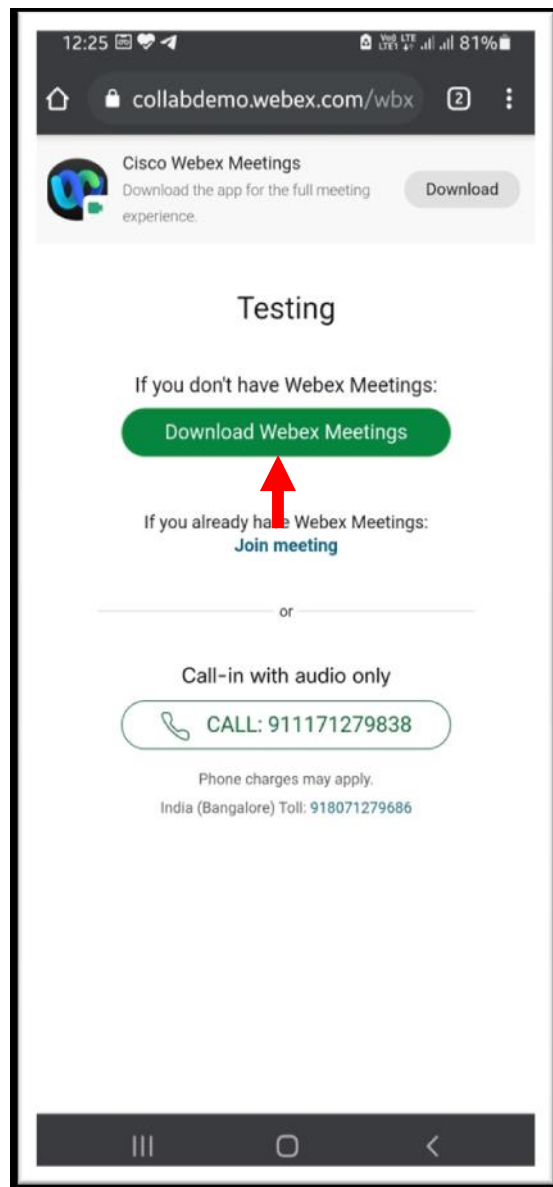 12:25 81%
collabdemo.webex.com/wbx 2
Cisco Webex Meetings
Download the app for the full meeting
experience.
Download
Testing
If you don't have Webex Meetings:
Download Webex Meetings
If you already have Webex Meetings:
Join meeting
or
Call-in with audio only
CALL: 911171279838
Phone charges may apply.
India (Bangalore) Toll: 918071279686